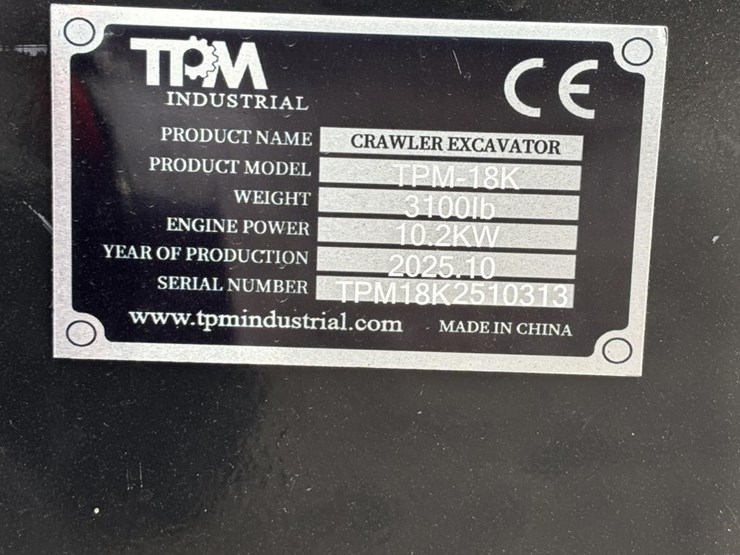 TPM
INDUSTRIAL
CE
PRODUCT NAME CRAWLER EXCAVATOR
PRODUCT MODEL TPM-18K
WEIGHT 3100lb
ENGINE POWER 10.2KW
YEAR OF PRODUCTION 2025.10
SERIAL NUMBER TPM18K2510313
www.tpmindustrial.com MADE IN CHINA